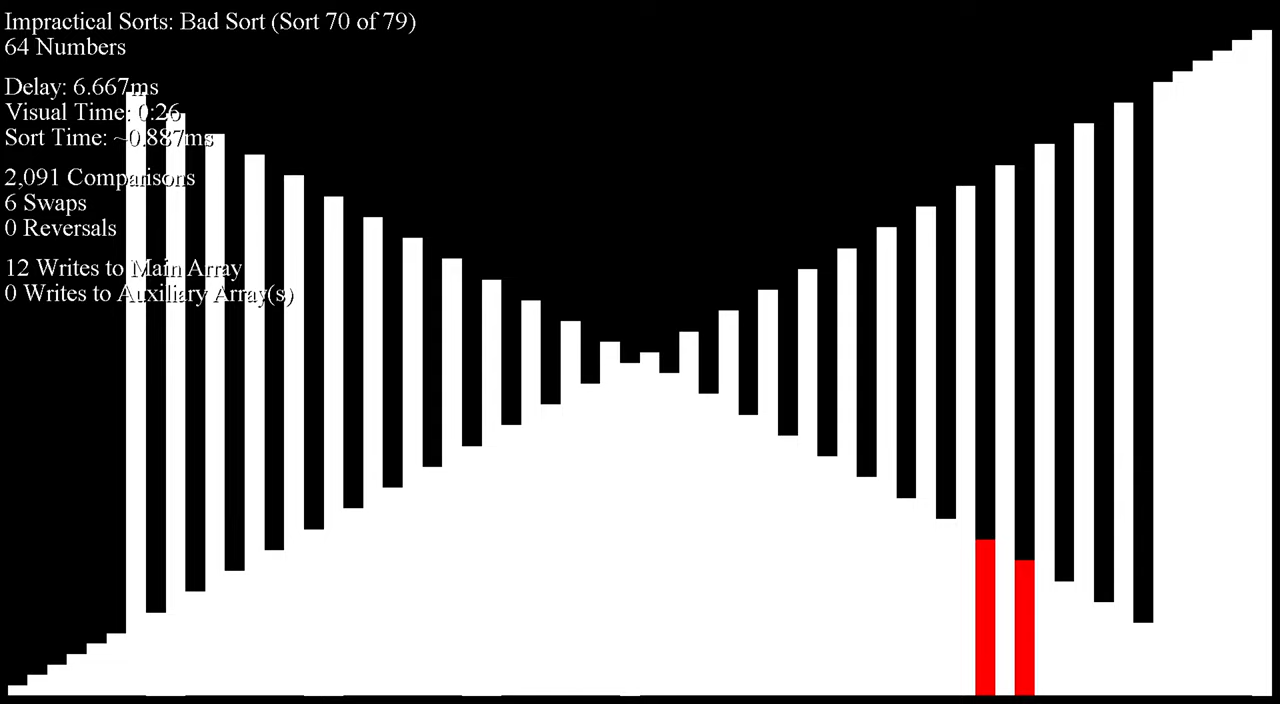 Impractical Sorts: Bad Sort (Sort 70 of 79)
64 Numbers
Delay: 6.667ms
Visual Time: 0:26
Sort Time: ~0.887ms
2,091 Comparisons
6 Swaps
0 Reversals
12 Writes to Main Array
0 Writes to Auxiliary Array(s)